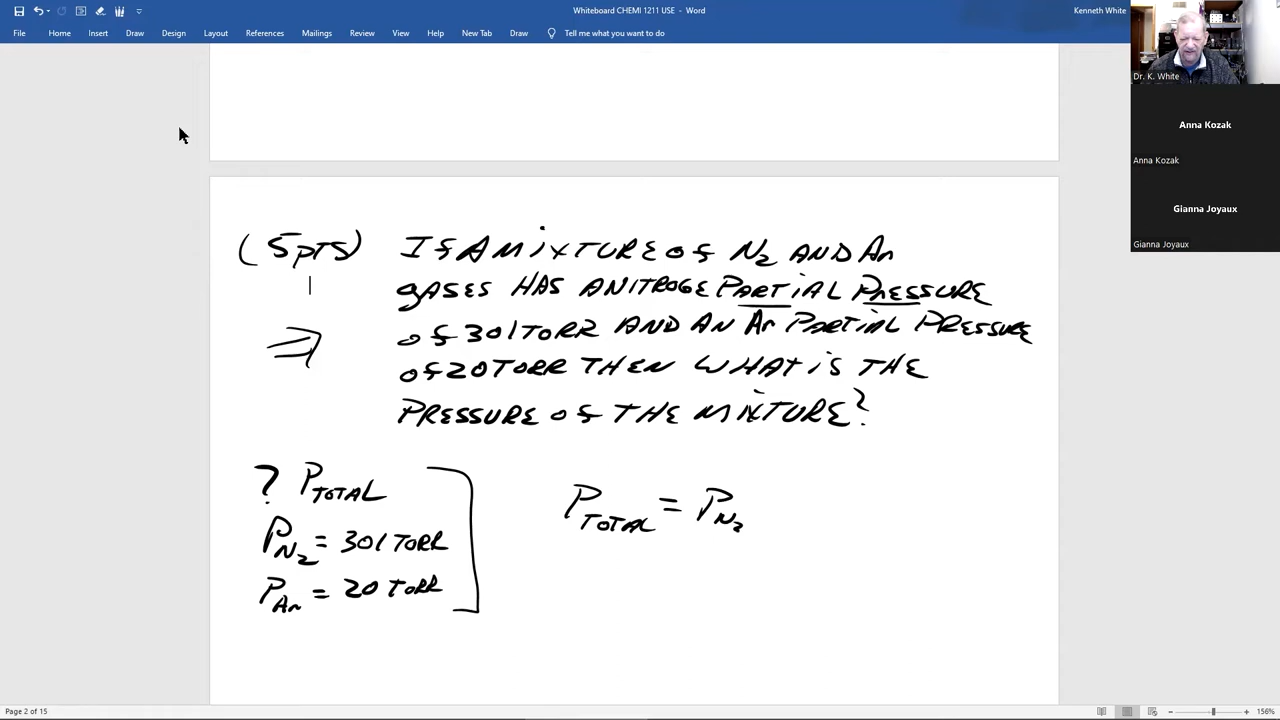 Whiteboard CHEMI 1211 USE - Word
Kenneth White
File Home Insert Draw Design Layout References Mailings Review View Help New Tab Draw Tell me what you want to do
Dr. K. White
Anna Kozak
Anna Kozak
Gianna Joyaux
Gianna Joyaux
(5pTS) If A MiXTURE of N2 AND Ar
gASES HAS A NITROGE PARTiAL PRESSURE
of 301 TORR AND AN Ar PARTiAL PRESSURE
of 20 TORR THEN WHAT iS THE
PRESSURE of THE MiXTURE?
? PTOTAL
PN2 = 301 TORR
PAr = 20 TORR
PTOTAL = PN2
Page 2 of 15
156%